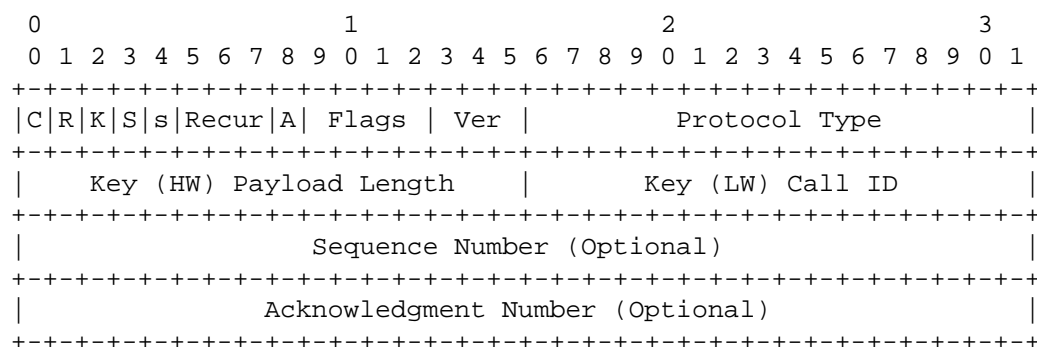 0                   1                   2                   3
0 1 2 3 4 5 6 7 8 9 0 1 2 3 4 5 6 7 8 9 0 1 2 3 4 5 6 7 8 9 0 1
+-+-+-+-+-+-+-+-+-+-+-+-+-+-+-+-+-+-+-+-+-+-+-+-+-+-+-+-+-+-+-+-+
|C|R|K|S|s|Recur|A| Flags | Ver |         Protocol Type         |
+-+-+-+-+-+-+-+-+-+-+-+-+-+-+-+-+-+-+-+-+-+-+-+-+-+-+-+-+-+-+-+-+
|    Key (HW) Payload Length    |       Key (LW) Call ID        |
+-+-+-+-+-+-+-+-+-+-+-+-+-+-+-+-+-+-+-+-+-+-+-+-+-+-+-+-+-+-+-+-+
|                  Sequence Number (Optional)                   |
+-+-+-+-+-+-+-+-+-+-+-+-+-+-+-+-+-+-+-+-+-+-+-+-+-+-+-+-+-+-+-+-+
|               Acknowledgment Number (Optional)                |
+-+-+-+-+-+-+-+-+-+-+-+-+-+-+-+-+-+-+-+-+-+-+-+-+-+-+-+-+-+-+-+-+